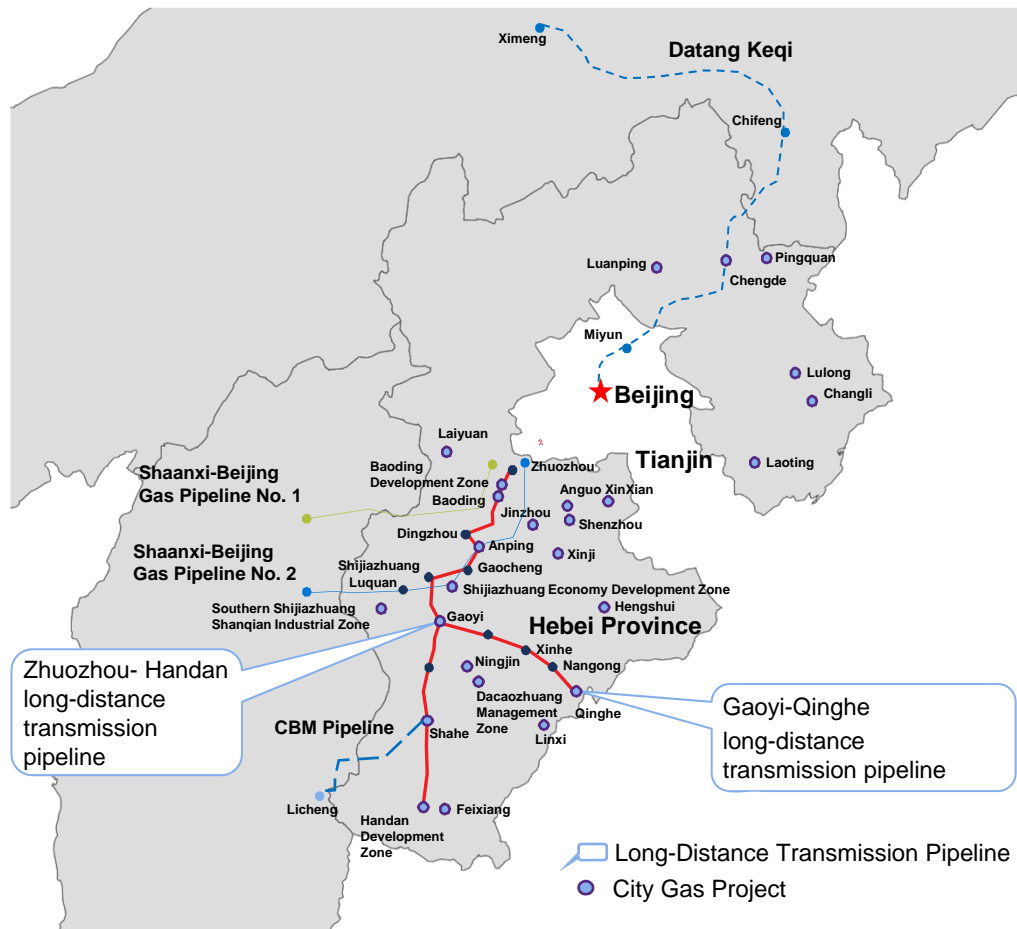 Ximeng
Datang Keqi
Chifeng
Luanping
Pingquan
Chengde
Miyun
Beijing
Lulong
Changli
Tianjin
Laoting
Laiyuan
Shaanxi-Beijing
Gas Pipeline No. 1
Baoding
Development Zone
Zhuozhou
Baoding
Anguo XinXian
Jinzhou
Shenzhou
Dingzhou
Anping
Xinji
Shaanxi-Beijing
Gas Pipeline No. 2
Shijiazhuang
Gaocheng
Luquan
Shijiazhuang Economy Development Zone
Southern Shijiazhuang
Shanqian Industrial Zone
Hengshui
Gaoyi
Hebei Province
Xinhe
Nangong
Ningjin
Zhuozhou- Handan
long-distance
transmission
pipeline
Dacaozhuang
Management
Zone
Qinghe
Gaoyi-Qinghe
long-distance
transmission pipeline
CBM Pipeline
Shahe
Linxi
Licheng
Handan
Development
Zone
Feixiang
Long-Distance Transmission Pipeline
City Gas Project